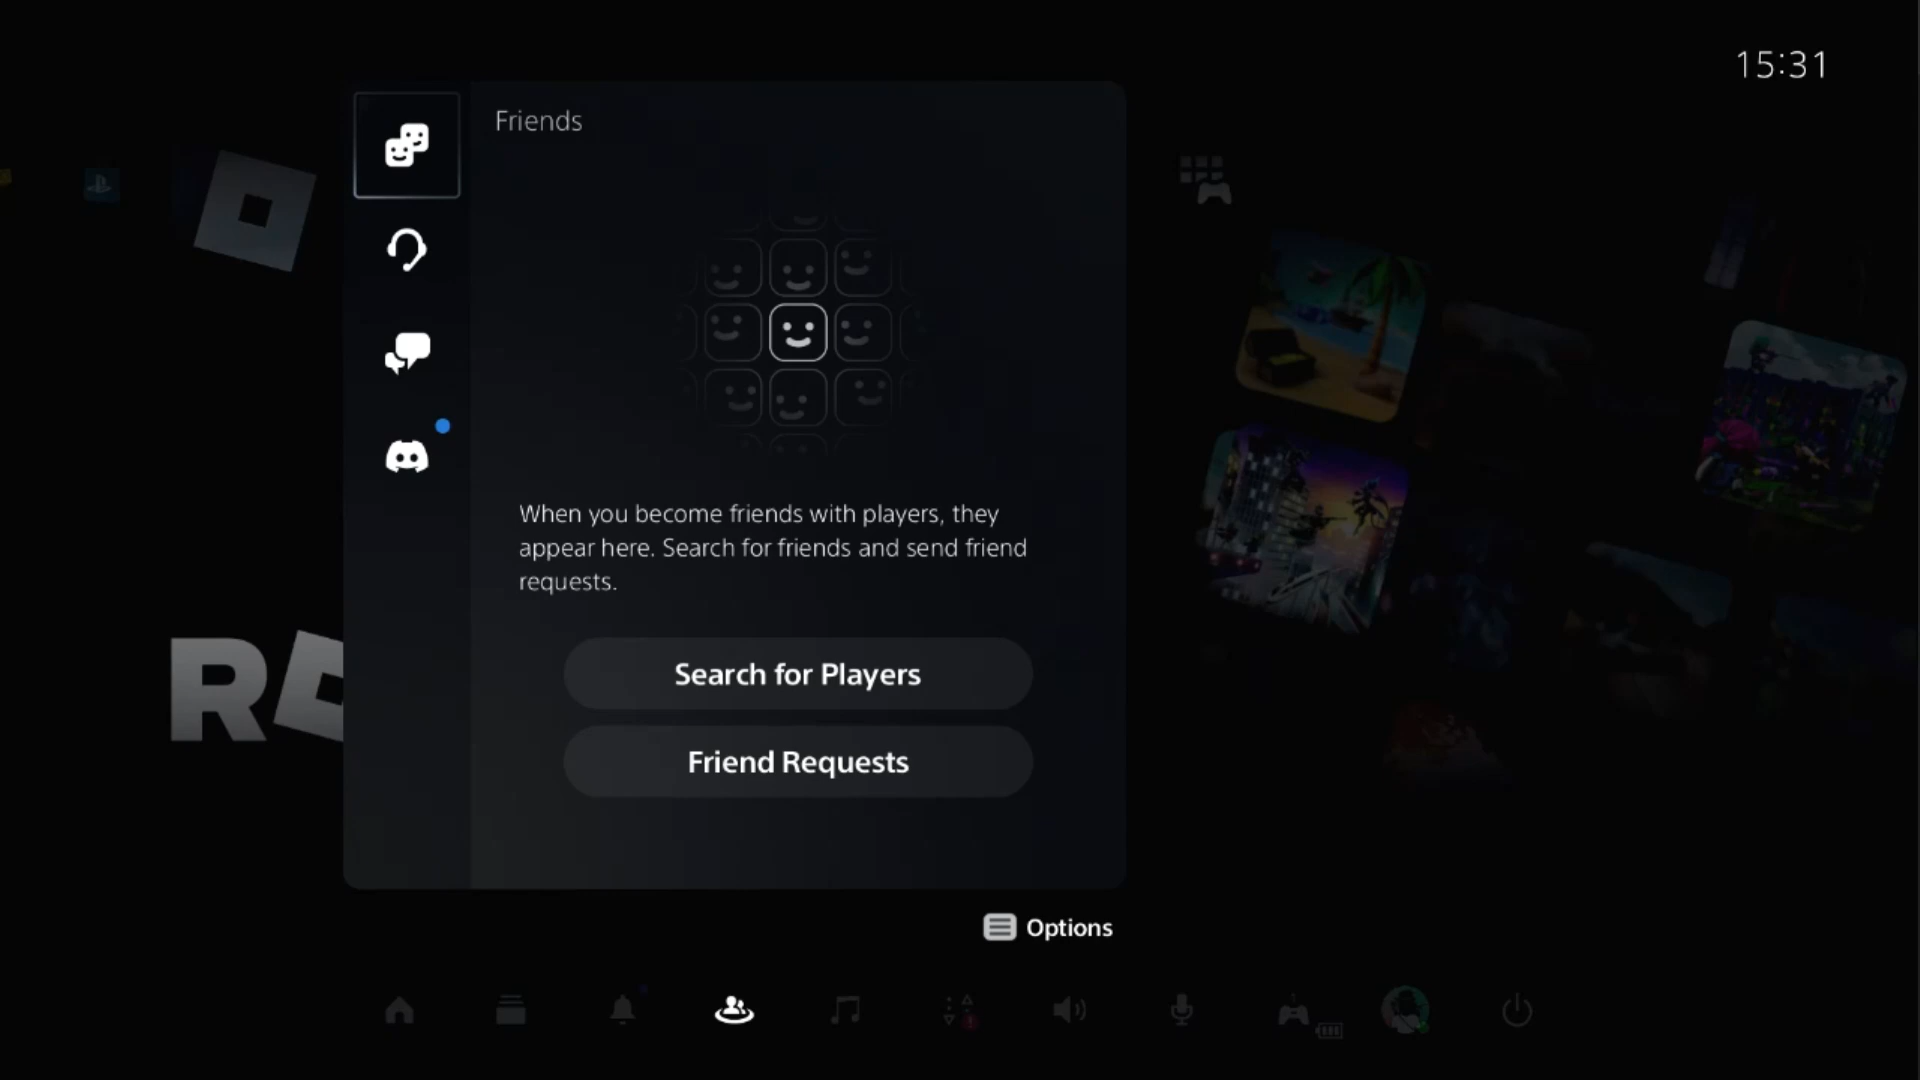 15:31
Friends
When you become friends with players, they
appear here. Search for friends and send friend
requests.
Search for Players
Friend Requests
Options
R